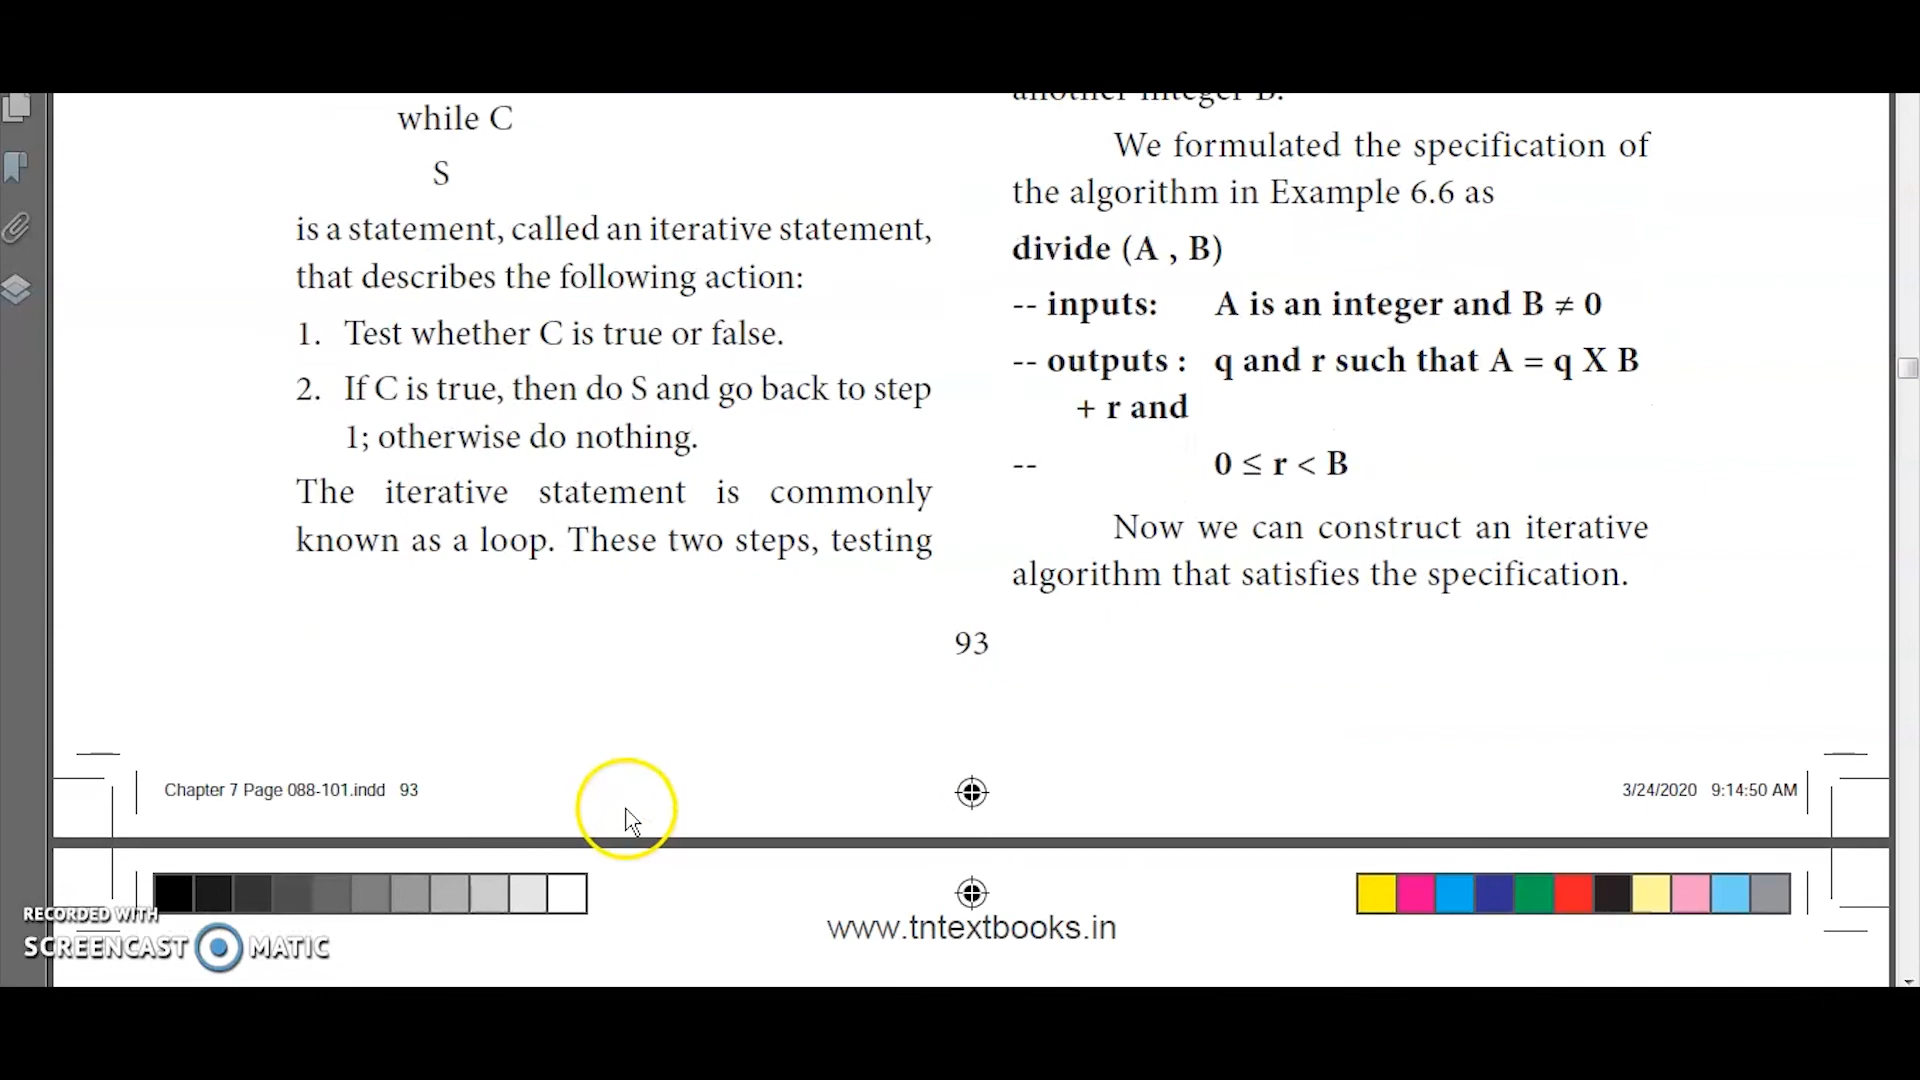 while C
S
is a statement, called an iterative statement,
that describes the following action:
1. Test whether C is true or false.
2. If C is true, then do S and go back to step
1; otherwise do nothing.
The iterative statement is commonly
known as a loop. These two steps, testing
another integer B.
We formulated the specification of
the algorithm in Example 6.6 as
divide (A , B)
-- inputs: A is an integer and B ≠ 0
-- outputs : q and r such that A = q X B
+ r and
-- 0 ≤ r < B
Now we can construct an iterative
algorithm that satisfies the specification.
93
Chapter 7 Page 088-101.indd 93
3/24/2020 9:14:50 AM
www.tntextbooks.in
RECORDED WITH
SCREENCAST MATIC